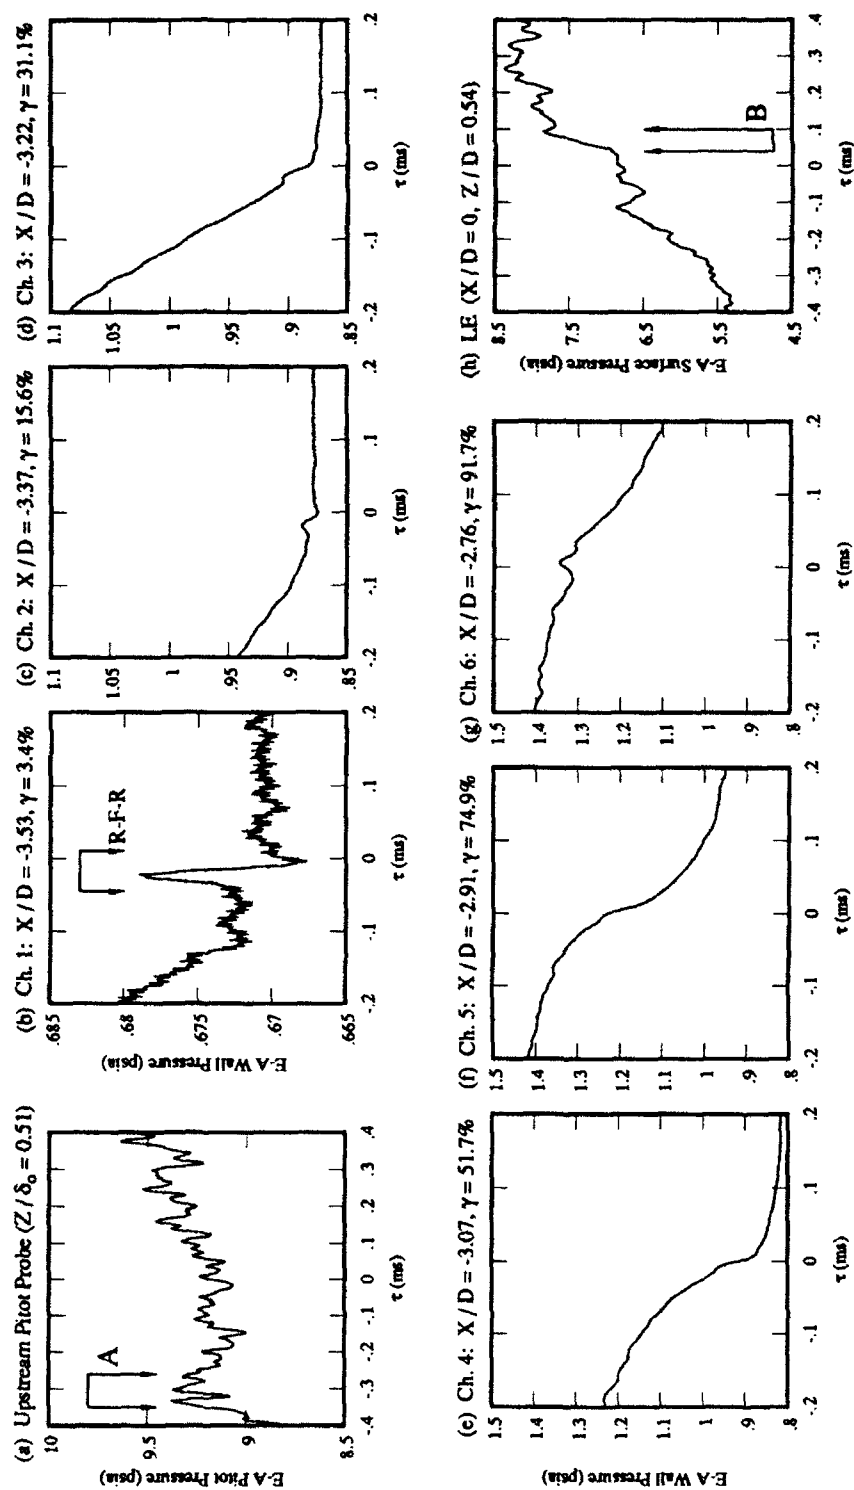 (a) Upstream Pitot Probe (Z / δo = 0.51)
E-A Pitot Pressure (psia)
10
9.5
9
8.5
A
-.4 -.3 -.2 -.1 0 .1 .2 .3 .4
τ (ms)
(b) Ch. 1: X / D = -3.53, γ = 3.4%
E-A Wall Pressure (psia)
.685
.68
.675
.67
.665
R-F-R
-.2 -.1 0 .1 .2
τ (ms)
(c) Ch. 2: X / D = -3.37, γ = 15.6%
1.1
1.05
1
.95
.9
.85
-.2 -.1 0 .1 .2
τ (ms)
(d) Ch. 3: X / D = -3.22, γ = 31.1%
1.1
1.05
1
.95
.9
.85
-.2 -.1 0 .1 .2
τ (ms)
(e) Ch. 4: X / D = -3.07, γ = 51.7%
E-A Wall Pressure (psia)
1.5
1.4
1.3
1.2
1.1
1
.9
.8
-.2 -.1 0 .1 .2
τ (ms)
(f) Ch. 5: X / D = -2.91, γ = 74.9%
1.5
1.4
1.3
1.2
1.1
1
.9
.8
-.2 -.1 0 .1 .2
τ (ms)
(g) Ch. 6: X / D = -2.76, γ = 91.7%
1.5
1.4
1.3
1.2
1.1
1
.9
.8
-.2 -.1 0 .1 .2
τ (ms)
(h) LE (X / D = 0, Z / D = 0.54)
E-A Surface Pressure (psia)
8.5
7.5
6.5
5.5
4.5
B
-.4 -.3 -.2 -.1 0 .1 .2 .3 .4
τ (ms)